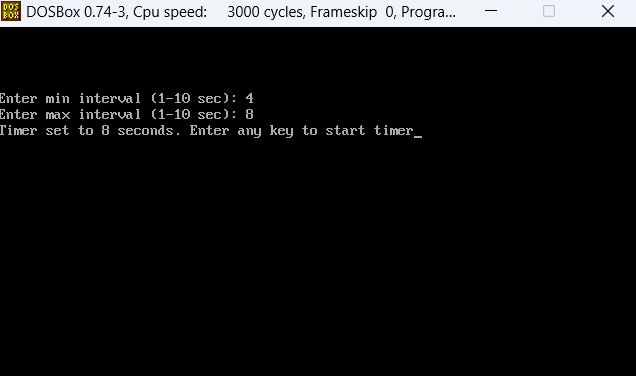 DOSBox 0.74-3, Cpu speed: 3000 cycles, Frameskip 0, Progra...
Enter min interval (1-10 sec): 4
Enter max interval (1-10 sec): 8
Timer set to 8 seconds. Enter any key to start timer_